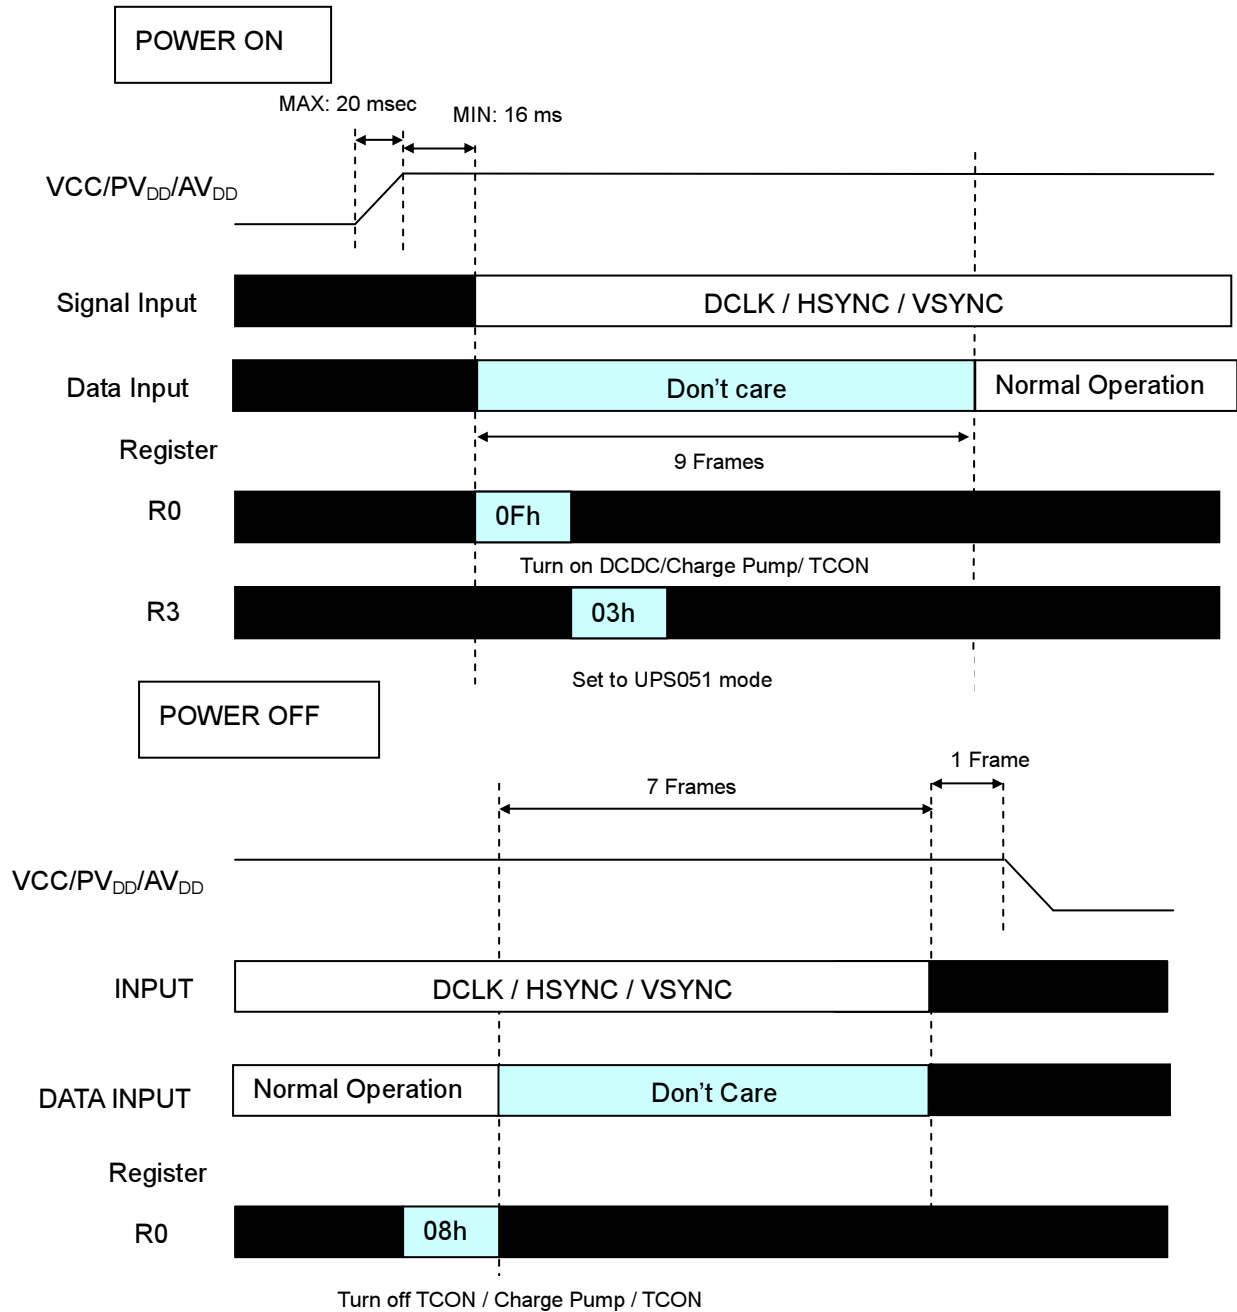 POWER ON
MAX: 20 msec
MIN: 16 ms
VCC/PVDD/AVDD
Signal Input
DCLK / HSYNC / VSYNC
Data Input
Don't care
Normal Operation
9 Frames
Register
R0
0Fh
Turn on DCDC/Charge Pump/ TCON
R3
03h
Set to UPS051 mode
POWER OFF
1 Frame
7 Frames
VCC/PVDD/AVDD
INPUT
DCLK / HSYNC / VSYNC
DATA INPUT
Normal Operation
Don't Care
Register
R0
08h
Turn off TCON / Charge Pump / TCON